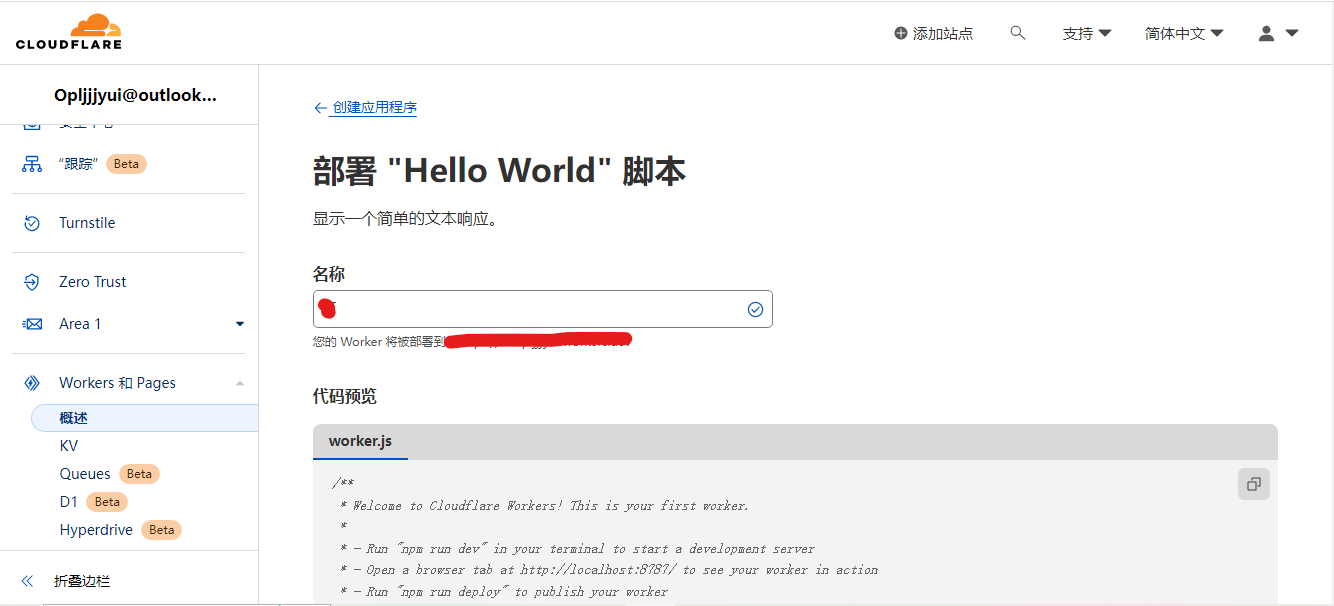 CLOUDFLARE
添加站点
支持
简体中文
Opljjjyui@outlook...
“跟踪” Beta
Turnstile
Zero Trust
Area 1
Workers 和 Pages
概述
KV
Queues Beta
D1 Beta
Hyperdrive Beta
折叠边栏
← 创建应用程序
部署 "Hello World" 脚本
显示一个简单的文本响应。
名称
您的 Worker 将被部署到
代码预览
worker.js
/**
* Welcome to Cloudflare Workers! This is your first worker.
*
* - Run "npm run dev" in your terminal to start a development server
* - Open a browser tab at http://localhost:8787/ to see your worker in action
* - Run "npm run deploy" to publish your worker